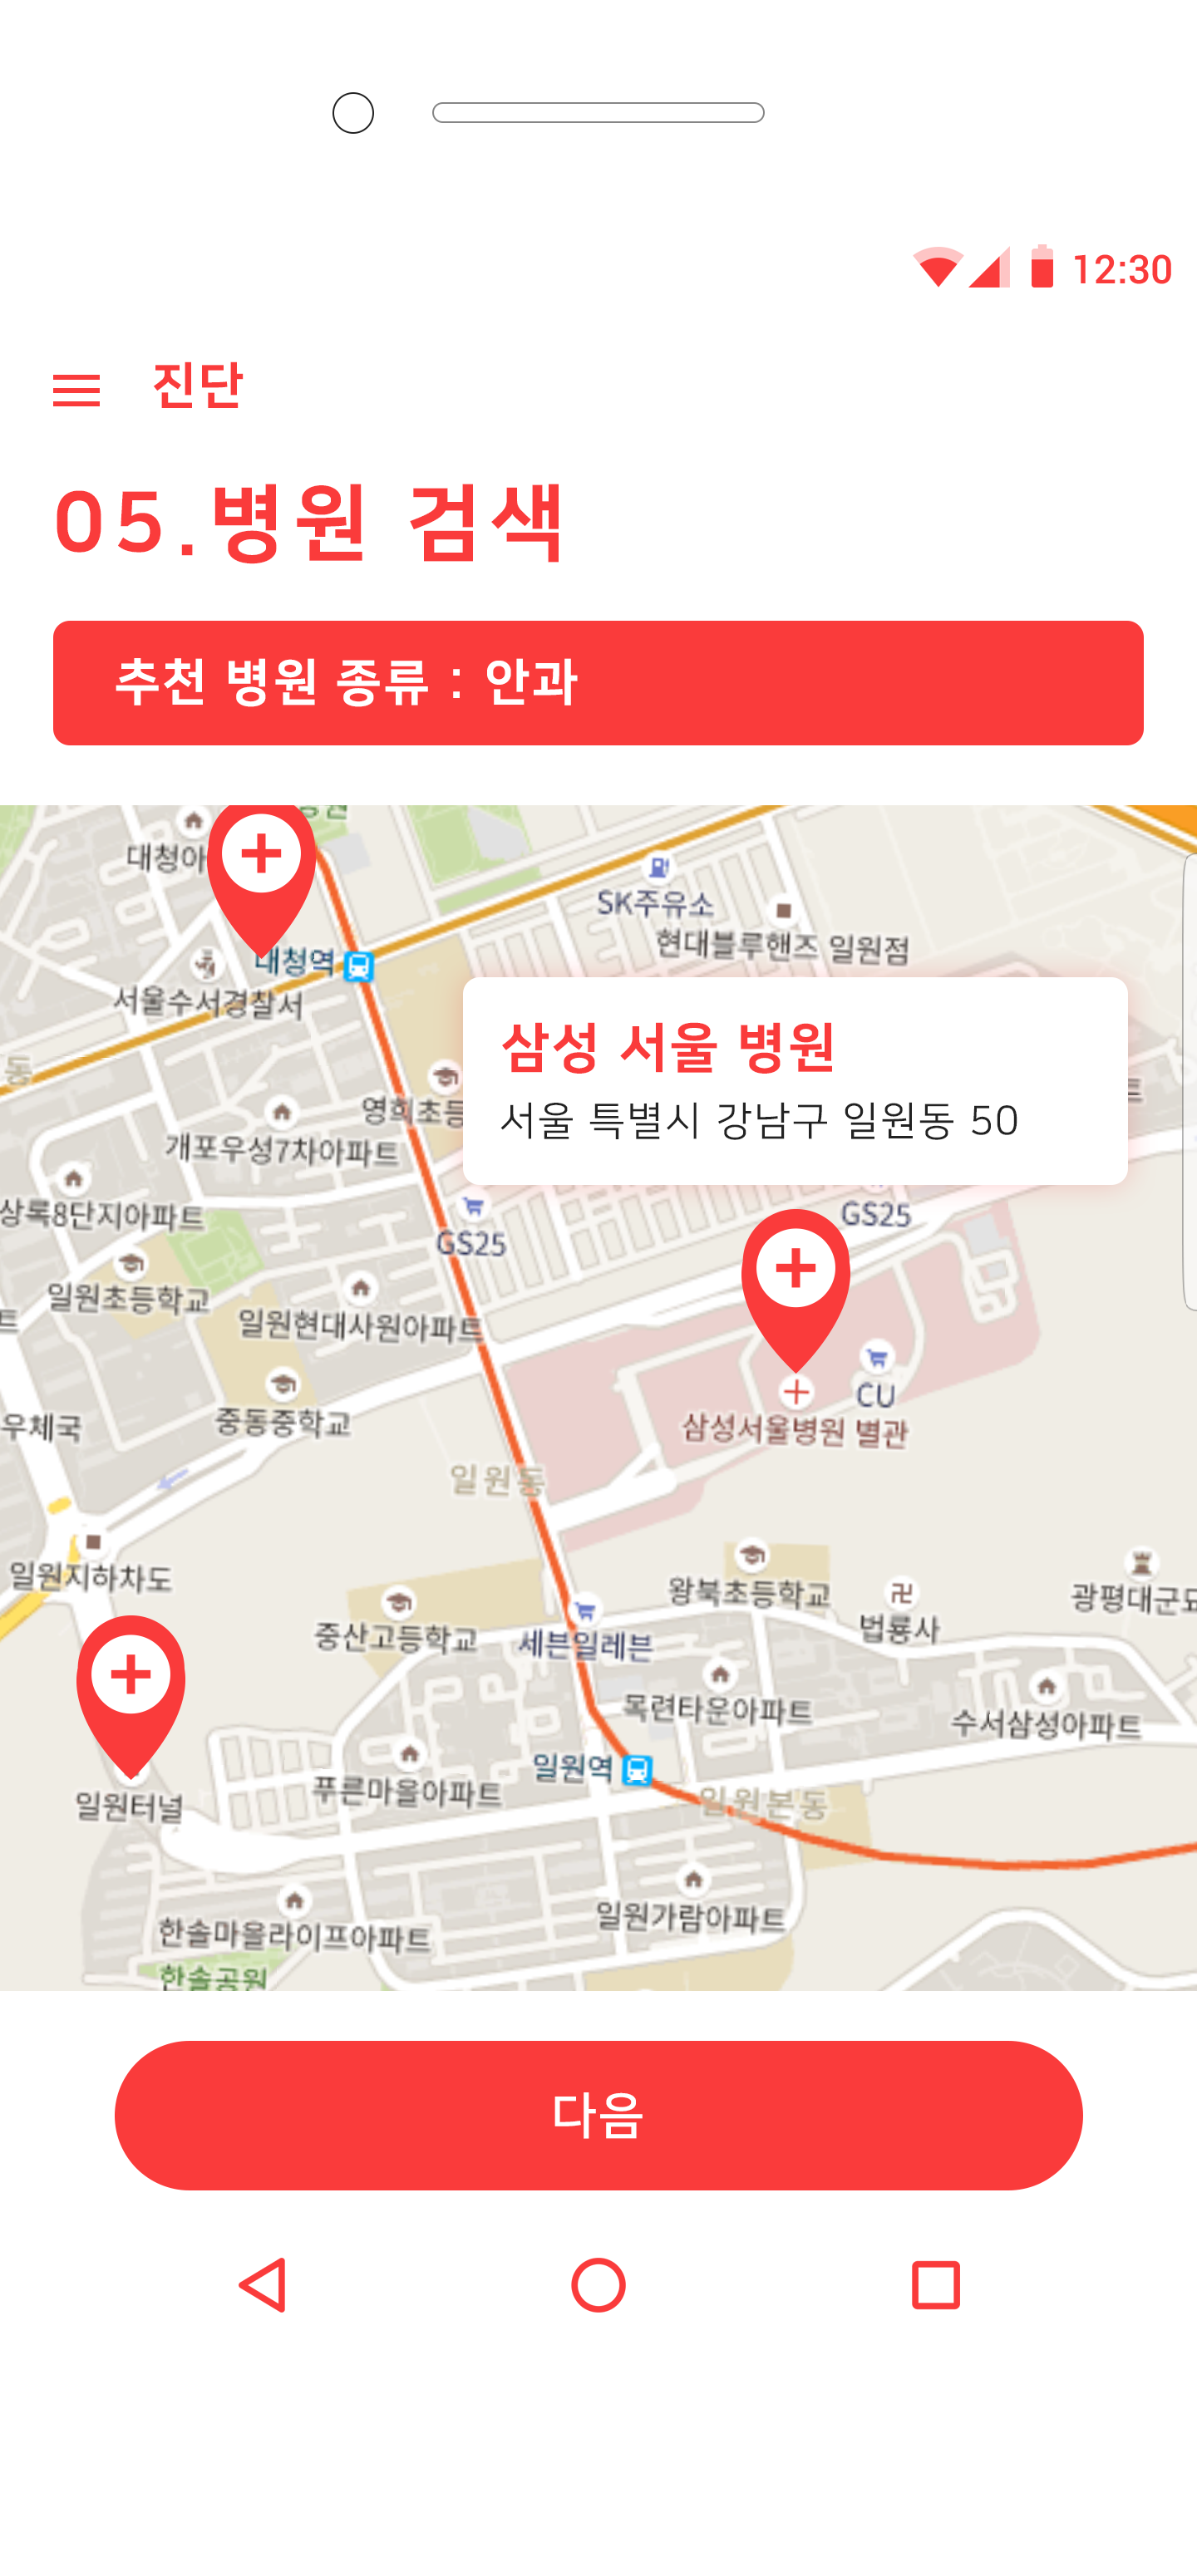 12:30
진단
05.병원 검색
추천 병원 종류 : 안과
대청아
SK주유소
현대블루핸즈 일원점
대청역
서울수서경찰서
동
삼성 서울 병원
서울 특별시 강남구 일원동 50
영희초등
개포우성7차아파트
상록8단지아파트
GS25
GS25
일원초등학교
일원현대사원아파트
트
CU
우체국
중동중학교
삼성서울병원 별관
일원동
일원지하차도
왕북초등학교
광평대군묘
법룡사
중산고등학교
세븐일레븐
목련타운아파트
수서삼성아파트
일원역
푸른마을아파트
일원본동
일원터널
한솔마을라이프아파트
일원가람아파트
한솔공원
다음